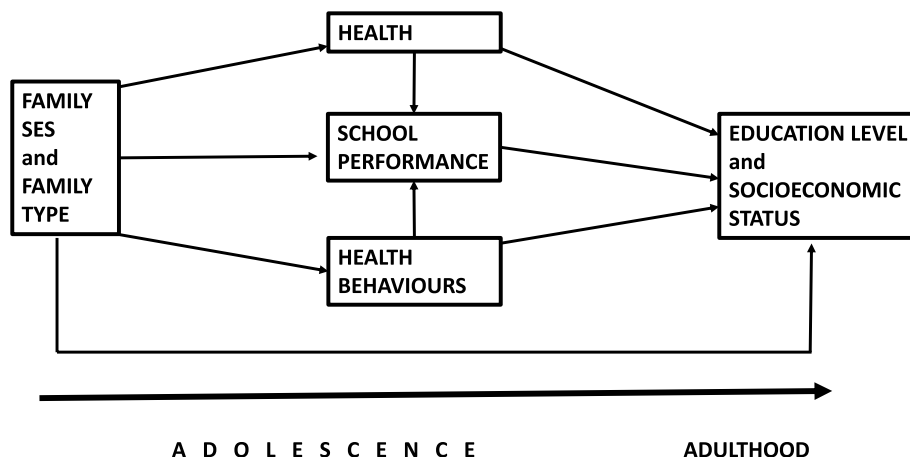 HEALTH
FAMILY
SES
and
FAMILY
TYPE
SCHOOL
PERFORMANCE
EDUCATION LEVEL
and
SOCIOECONOMIC
STATUS
HEALTH
BEHAVIOURS
A D O L E S C E N C E
ADULTHOOD